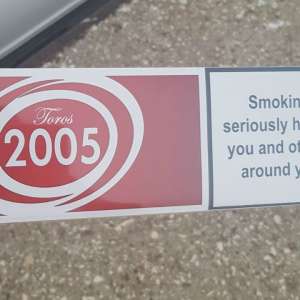 Toros
2005
Smokin
seriously h
you and ot
around y